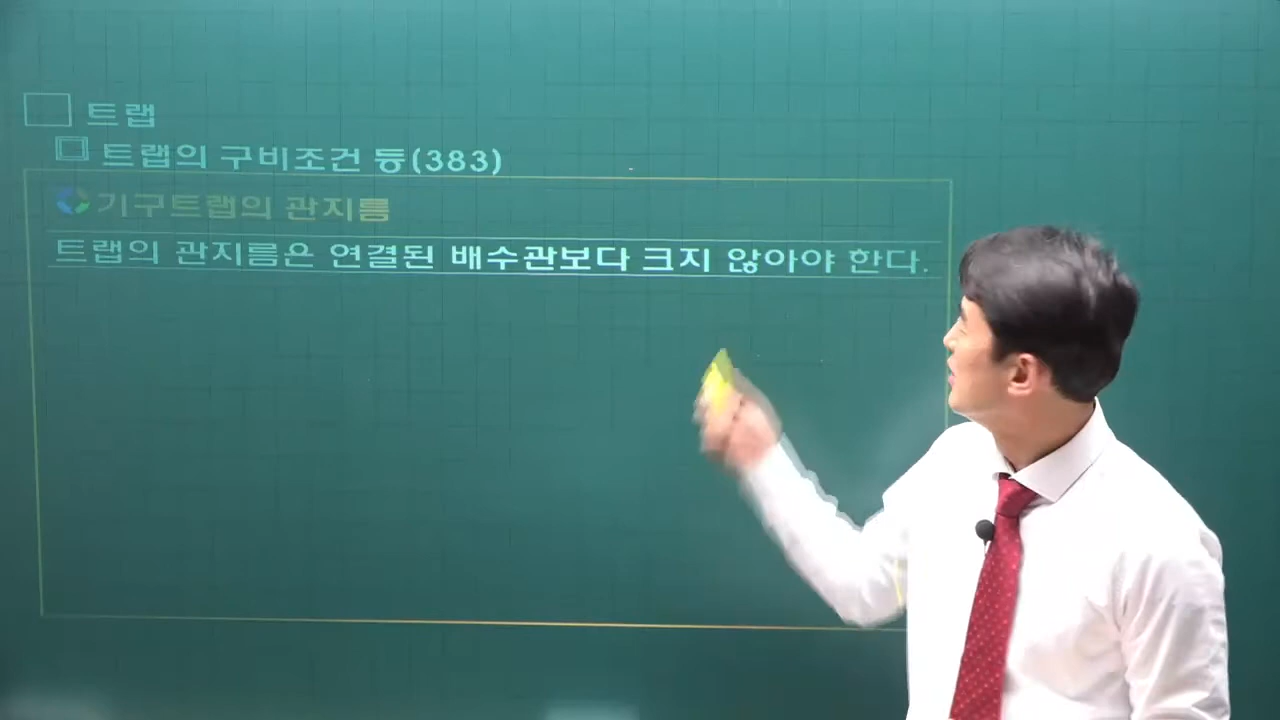 트랩
트랩의 구비조건 등(383)
기구트랩의 관지름
트랩의 관지름은 연결된 배수관보다 크지 않아야 한다.